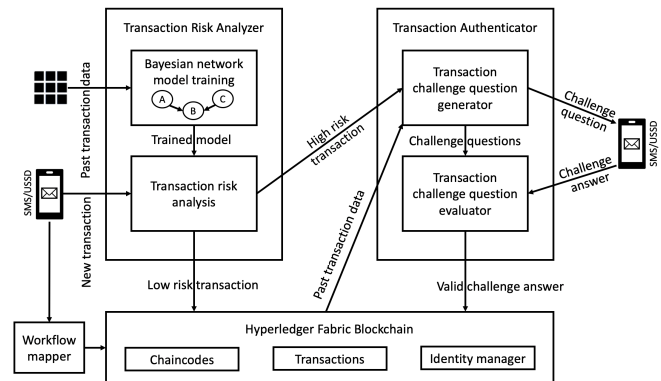 Transaction Risk Analyzer
Transaction Authenticator
Bayesian network
model training
A
B
C
Past transaction data
Trained model
Transaction risk
analysis
SMS/USSD
New transaction
High risk
transaction
Transaction
challenge question
generator
Challenge questions
Transaction
challenge question
evaluator
Challenge
question
Challenge
answer
SMS/USSD
Low risk transaction
Past transaction data
Valid challenge answer
Workflow
mapper
Hyperledger Fabric Blockchain
Chaincodes
Transactions
Identity manager